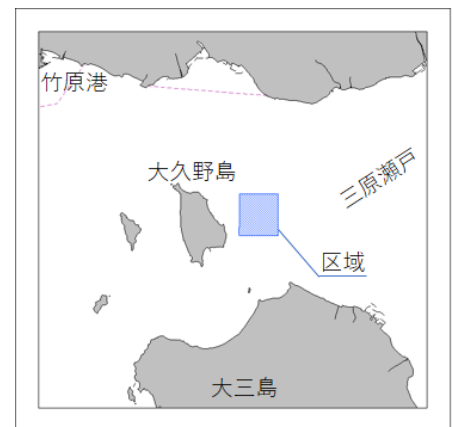 竹原港
大久野島
三原瀬戸
区域
大三島